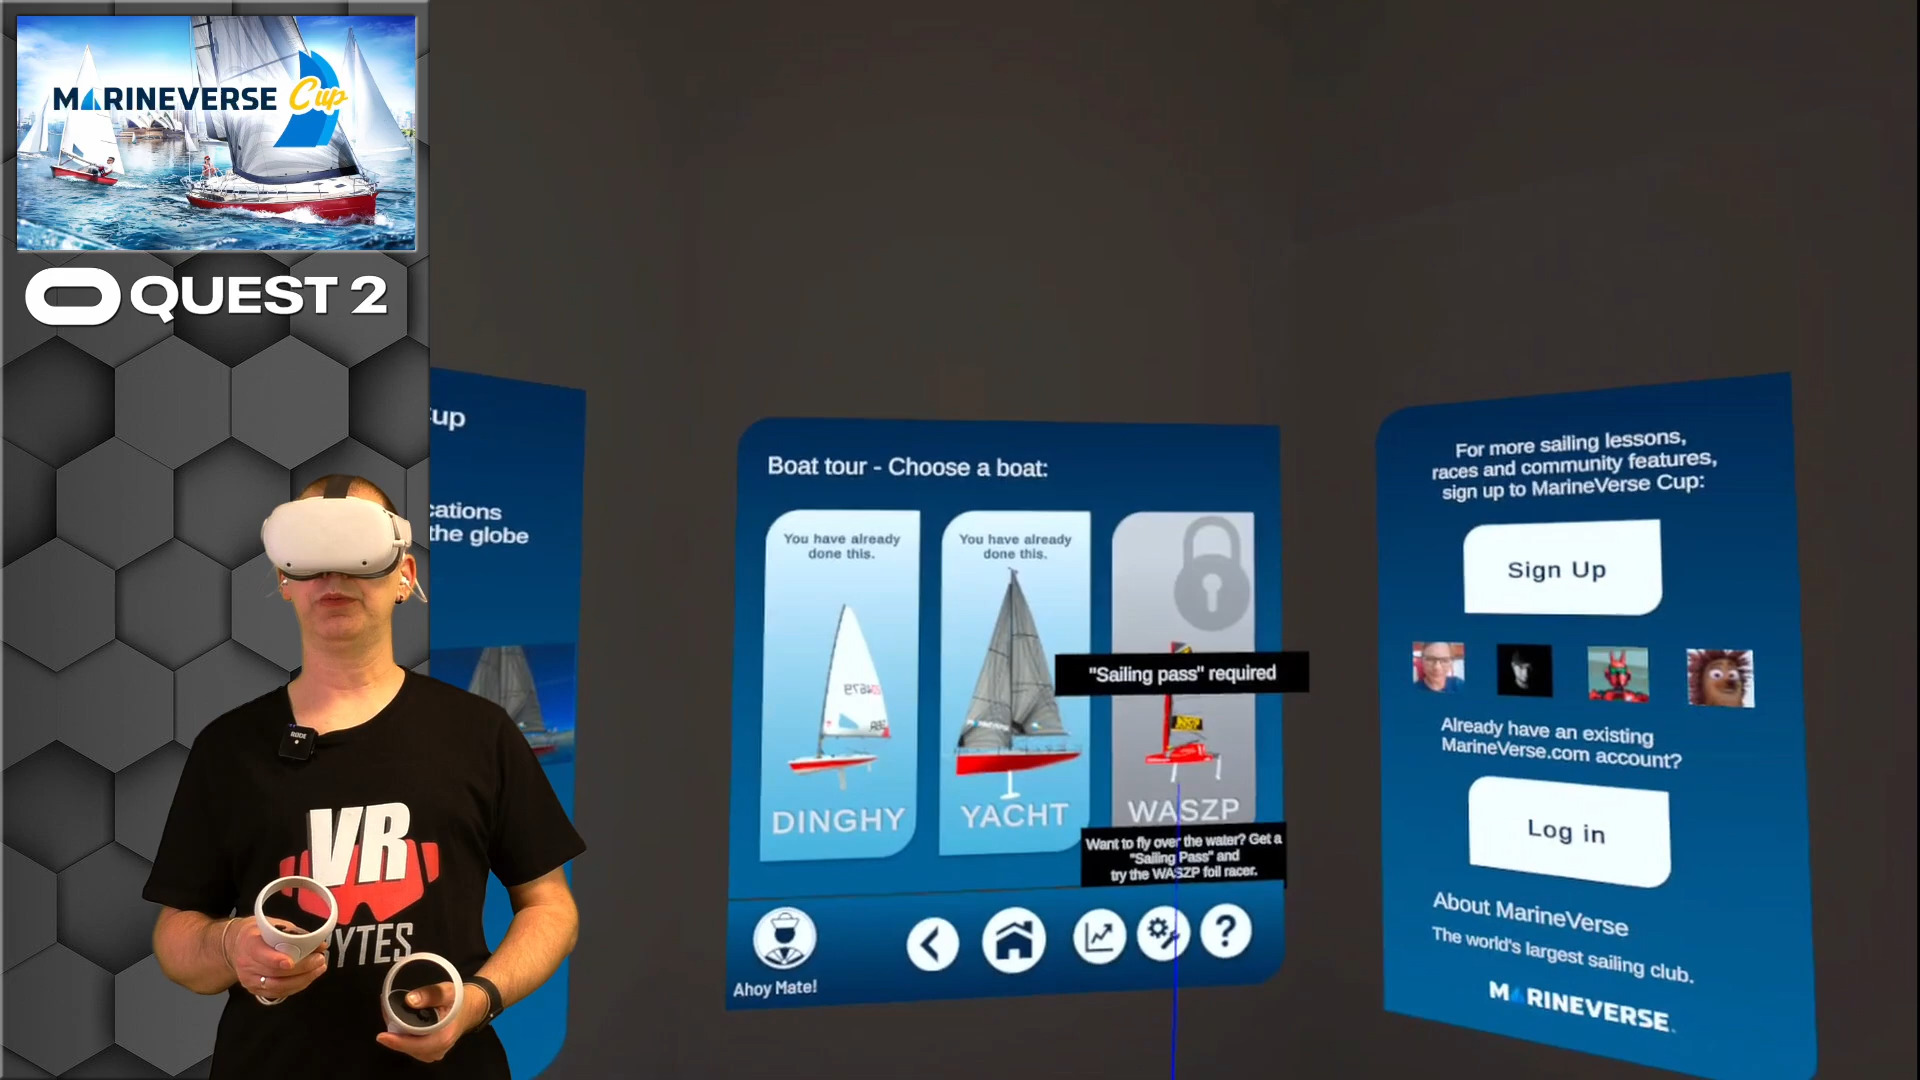 MARINEVERSE Cup
QUEST 2
cations
the globe
RODE
VR
BYTES
Boat tour - Choose a boat:
You have already
done this.
DINGHY
You have already
done this.
YACHT
"Sailing pass" required
WASZP
Want to fly over the water? Get a
"Sailing Pass" and
try the WASZP foil racer.
Ahoy Mate!
?
For more sailing lessons,
races and community features,
sign up to MarineVerse Cup:
Sign Up
Already have an existing
MarineVerse.com account?
Log in
About MarineVerse
The world's largest sailing club.
MARINEVERSE